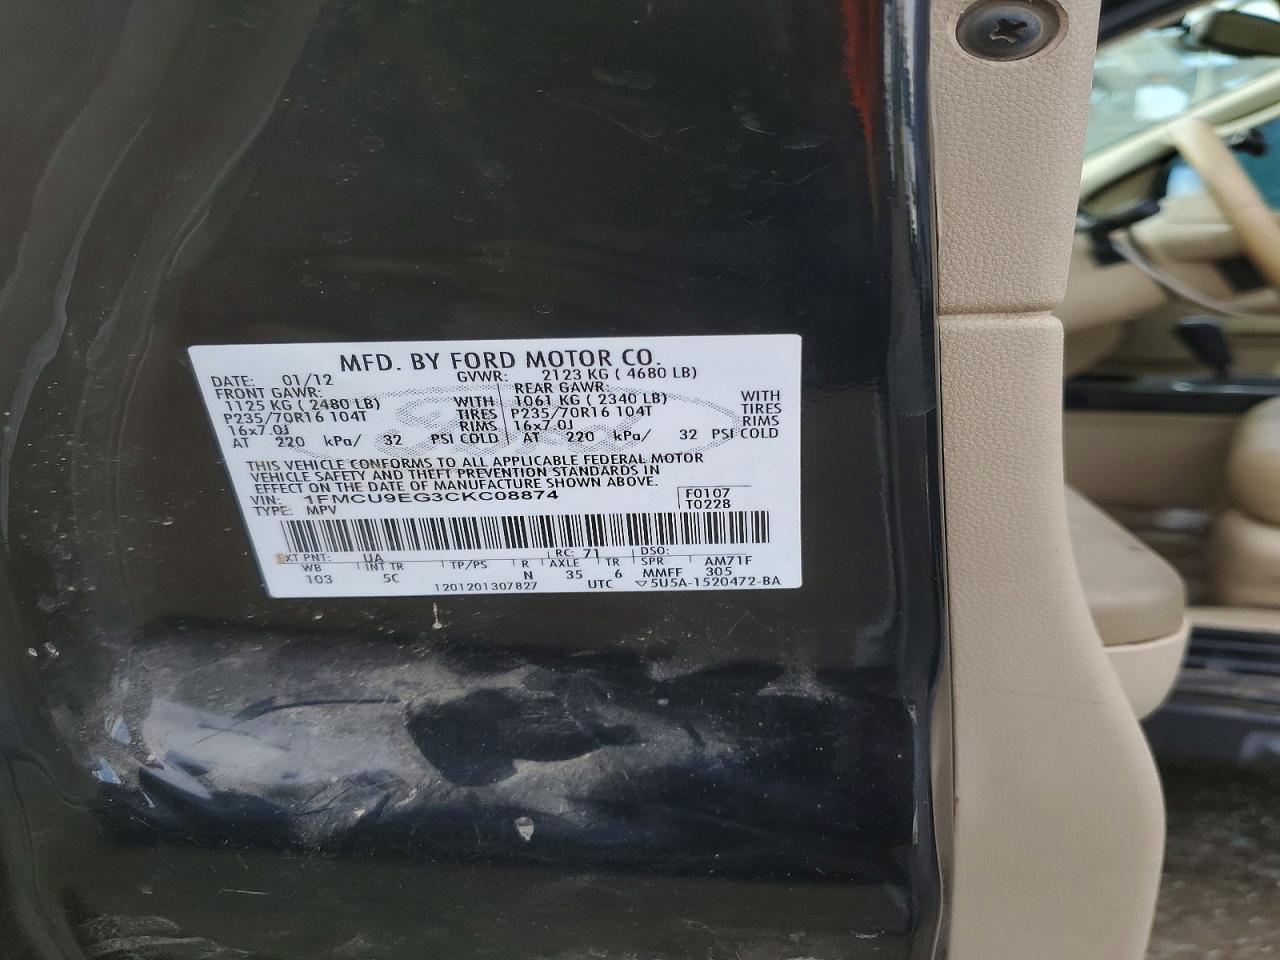 MFD. BY FORD MOTOR CO.
DATE: 01/12 GVWR: 2123 KG ( 4680 LB)
FRONT GAWR: REAR GAWR:
1125 KG ( 2480 LB) WITH 1061 KG ( 2340 LB) WITH
P235/70R16 104T TIRES P235/70R16 104T TIRES
16x7.0J RIMS 16x7.0J RIMS
AT 220 kPa/ 32 PSI COLD AT 220 kPa/ 32 PSI COLD
THIS VEHICLE CONFORMS TO ALL APPLICABLE FEDERAL MOTOR
VEHICLE SAFETY AND THEFT PREVENTION STANDARDS IN
EFFECT ON THE DATE OF MANUFACTURE SHOWN ABOVE.
VIN: 1FMCU9EG3CKC08874 F0107
TYPE: MPV T0228
EXT PNT: UA RC: 71 DSO:
WB INT TR TP/PS R AXLE TR SPR AM71F
103 5C N 35 6 MMFF 305
1201201307827 UTC ▽5U5A-1520472-BA